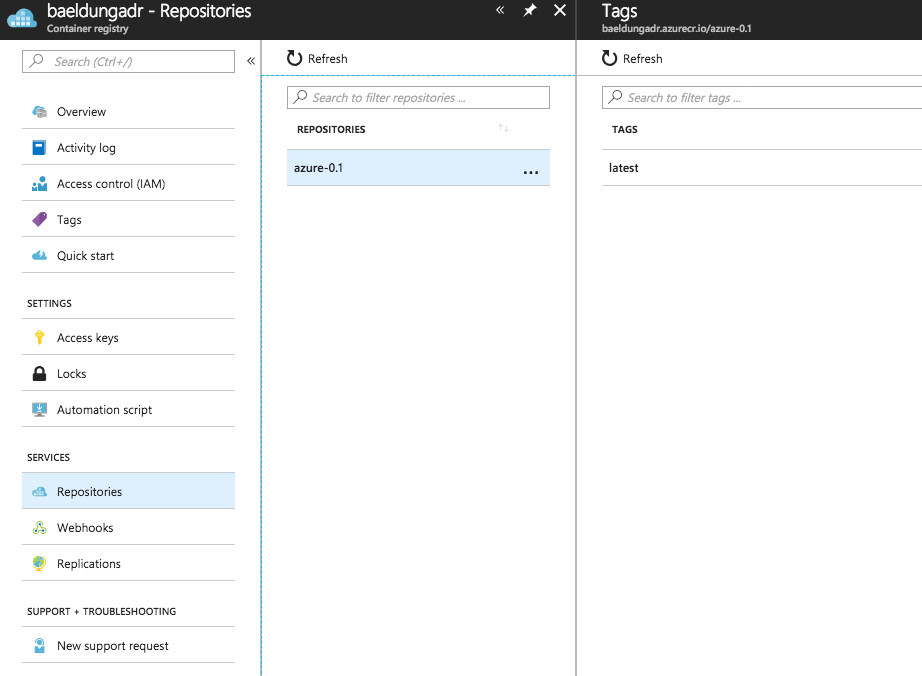 baeldungadr - Repositories
Container registry
Search (Ctrl+/)
Overview
Activity log
Access control (IAM)
Tags
Quick start
SETTINGS
Access keys
Locks
Automation script
SERVICES
Repositories
Webhooks
Replications
SUPPORT + TROUBLESHOOTING
New support request
Refresh
Search to filter repositories ...
REPOSITORIES
azure-0.1
Tags
baeldungadr.azurecr.io/azure-0.1
Refresh
Search to filter tags ...
TAGS
latest